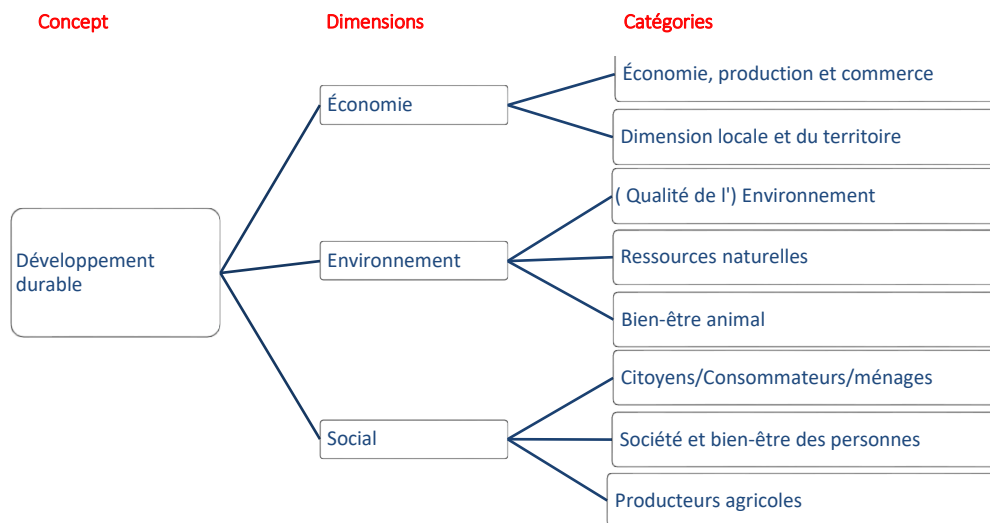 Concept
Dimensions
Catégories
Développement
durable
Économie
Environnement
Social
Économie, production et commerce
Dimension locale et du territoire
( Qualité de l') Environnement
Ressources naturelles
Bien-être animal
Citoyens/Consommateurs/ménages
Société et bien-être des personnes
Producteurs agricoles